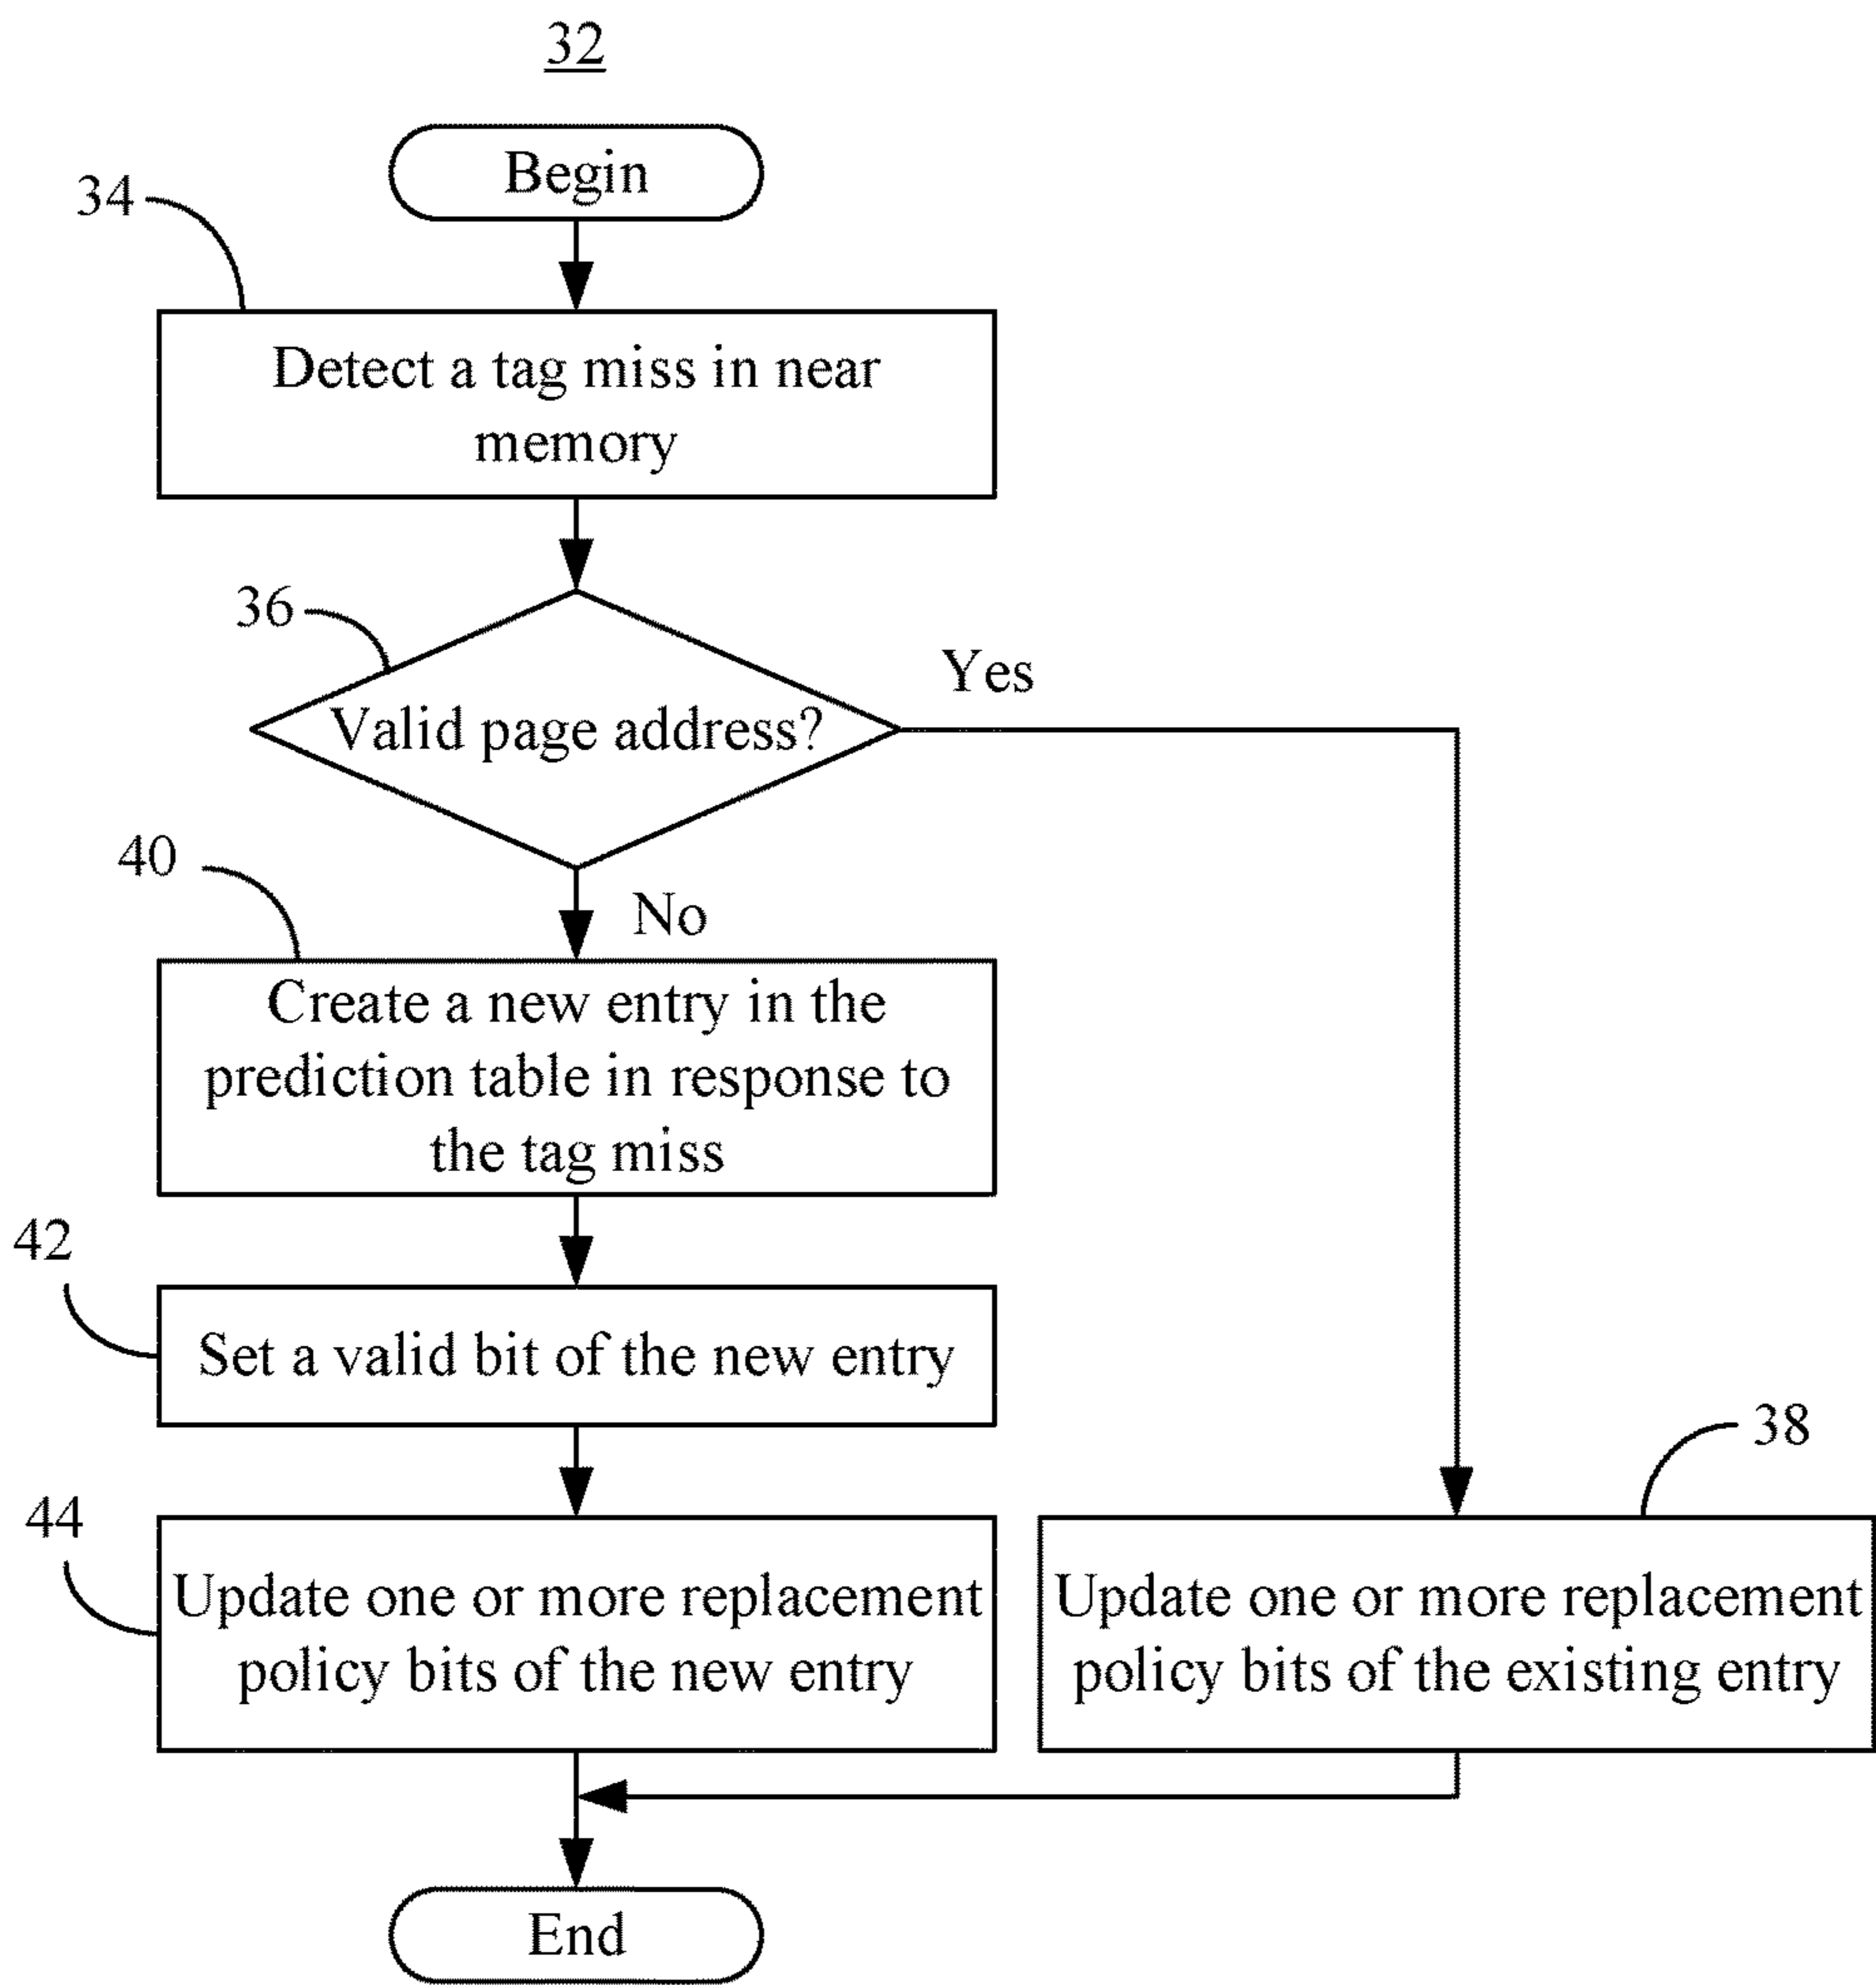 32
Begin
34
Detect a tag miss in near
memory
36
Valid page address?
Yes
40
No
Create a new entry in the
prediction table in response to
the tag miss
42
Set a valid bit of the new entry
38
44
Update one or more replacement
policy bits of the new entry
Update one or more replacement
policy bits of the existing entry
End